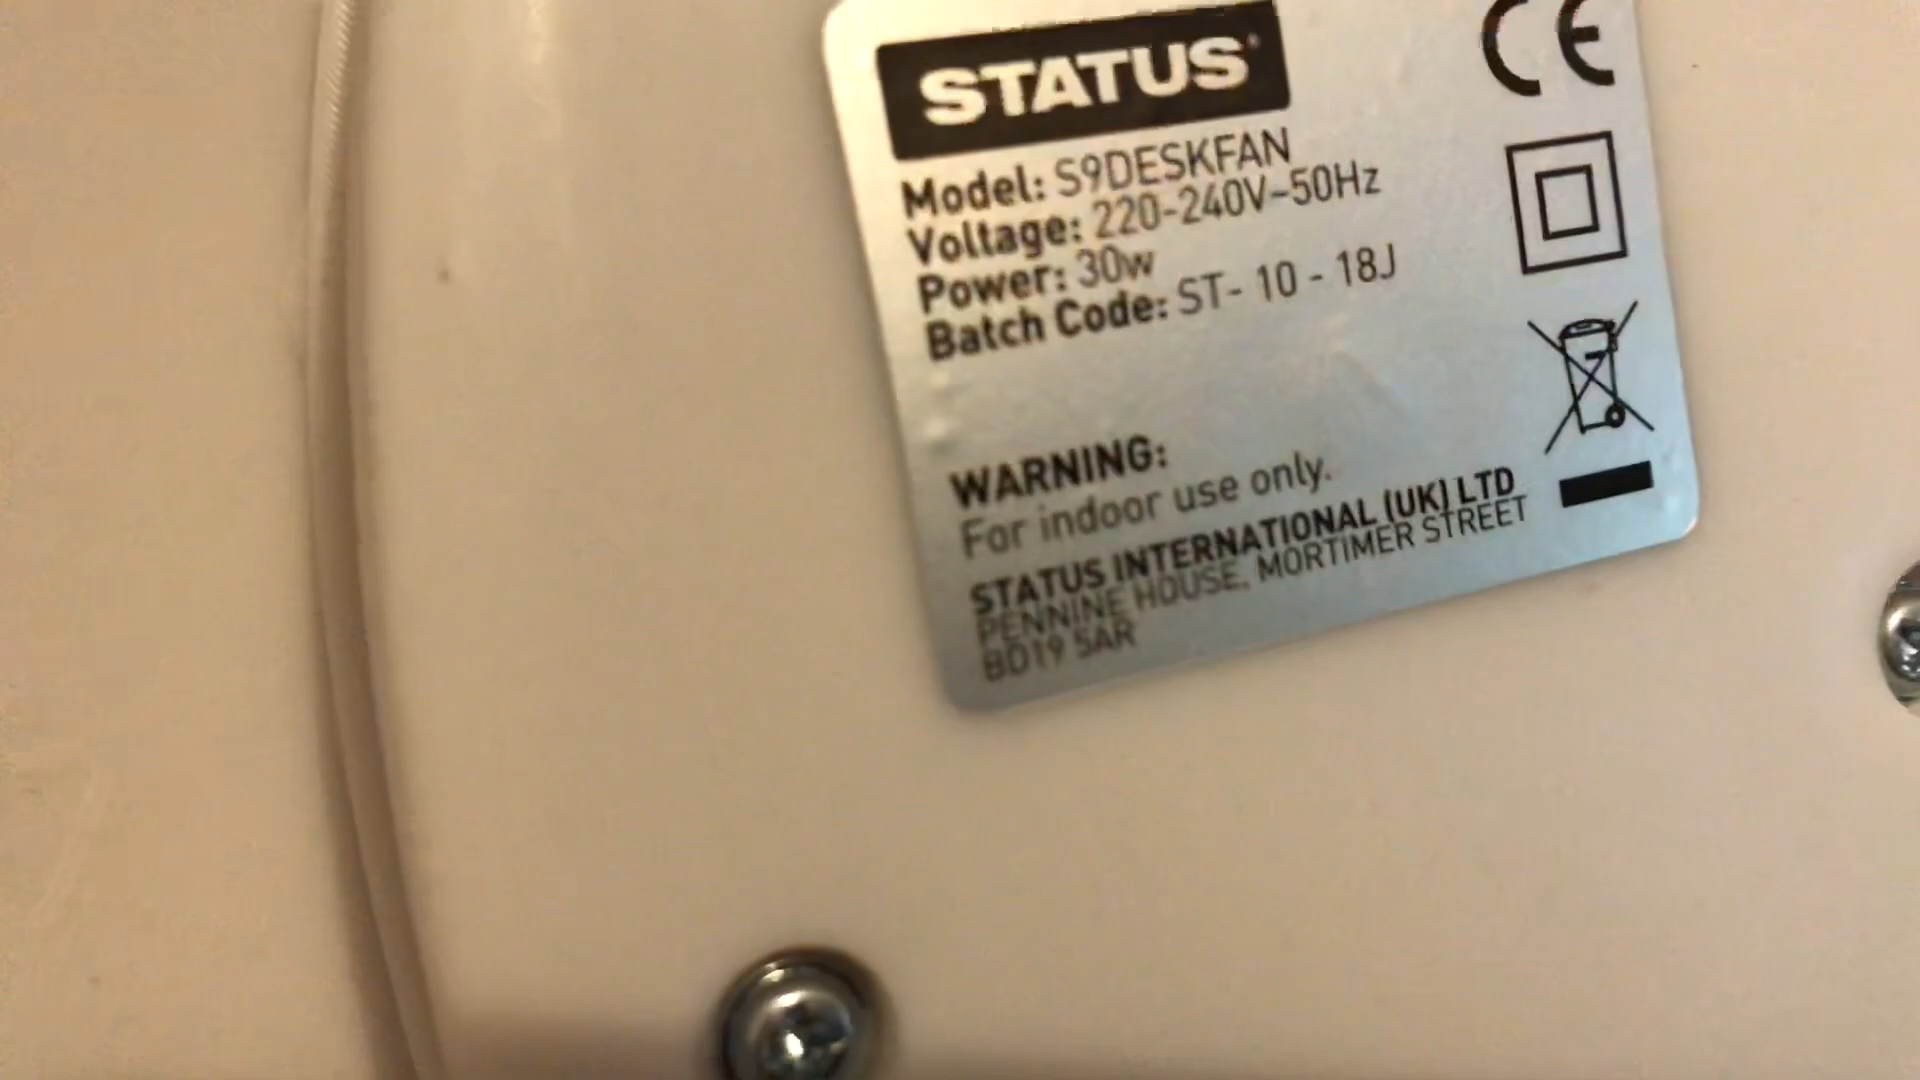 STATUS
CE
Model: S9DESKFAN
Voltage: 220-240V~50Hz
Power: 30w
Batch Code: ST- 10 - 18J
WARNING:
For indoor use only.
STATUS INTERNATIONAL (UK) LTD
PENNINE HOUSE, MORTIMER STREET
BD19 5AR